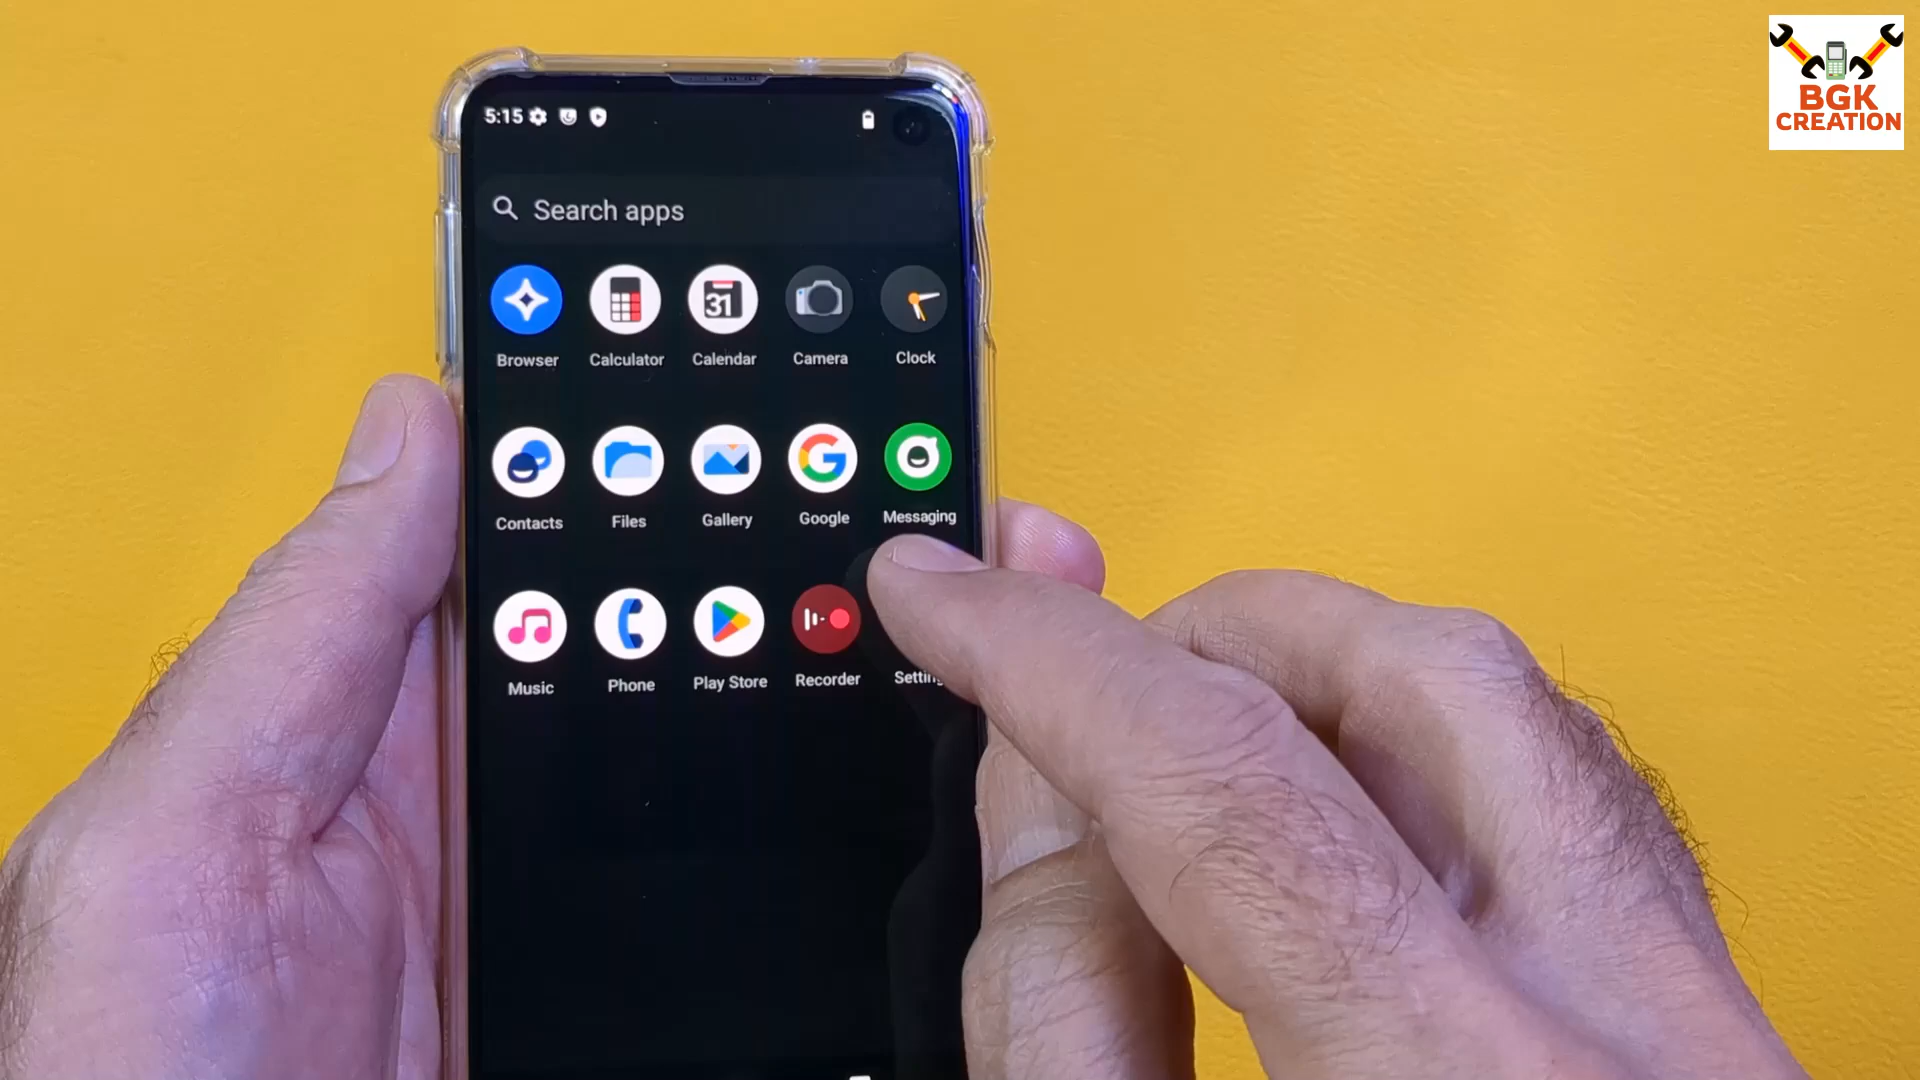 BGK
CREATION
5:15
Search apps
Browser Calculator Calendar Camera Clock
31
Contacts Files Gallery Google Messaging
Music Phone Play Store Recorder Setting